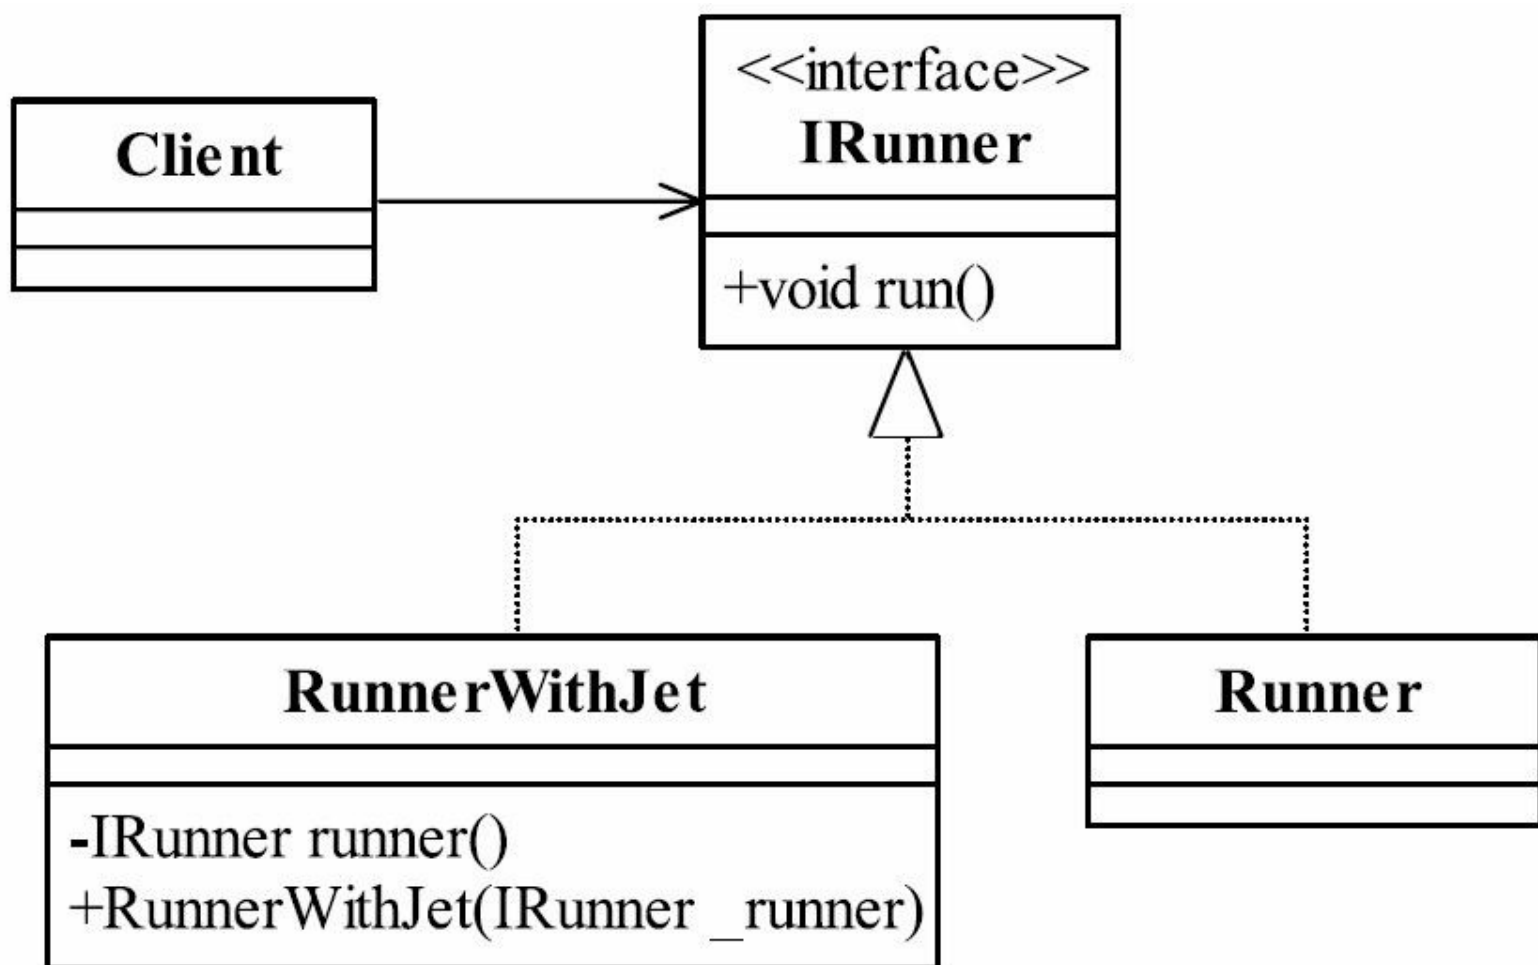 Client
<<interface>>
IRunner
+void run()
RunnerWithJet
-IRunner runner()
+RunnerWithJet(IRunner _runner)
Runner